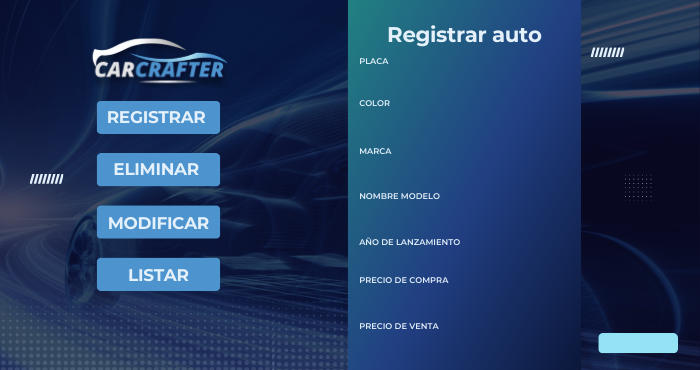 CARCRAFTER
REGISTRAR
ELIMINAR
MODIFICAR
LISTAR
Registrar auto
PLACA
COLOR
MARCA
NOMBRE MODELO
AÑO DE LANZAMIENTO
PRECIO DE COMPRA
PRECIO DE VENTA